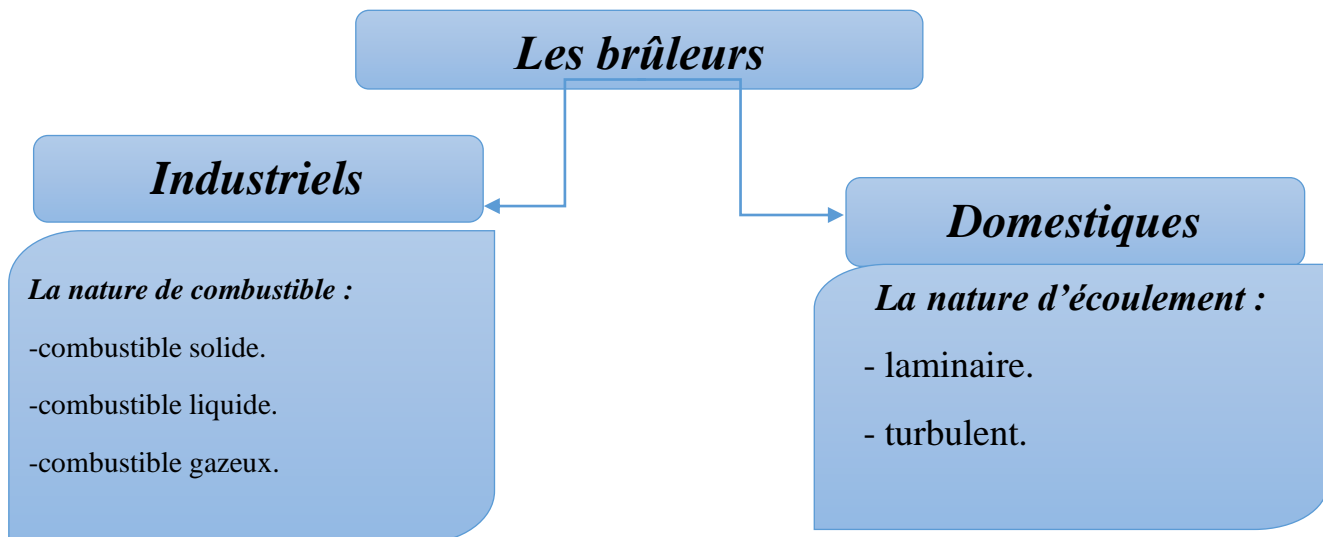 Les brûleurs
Industriels
La nature de combustible :
-combustible solide.
-combustible liquide.
-combustible gazeux.
Domestiques
La nature d’écoulement :
- laminaire.
- turbulent.